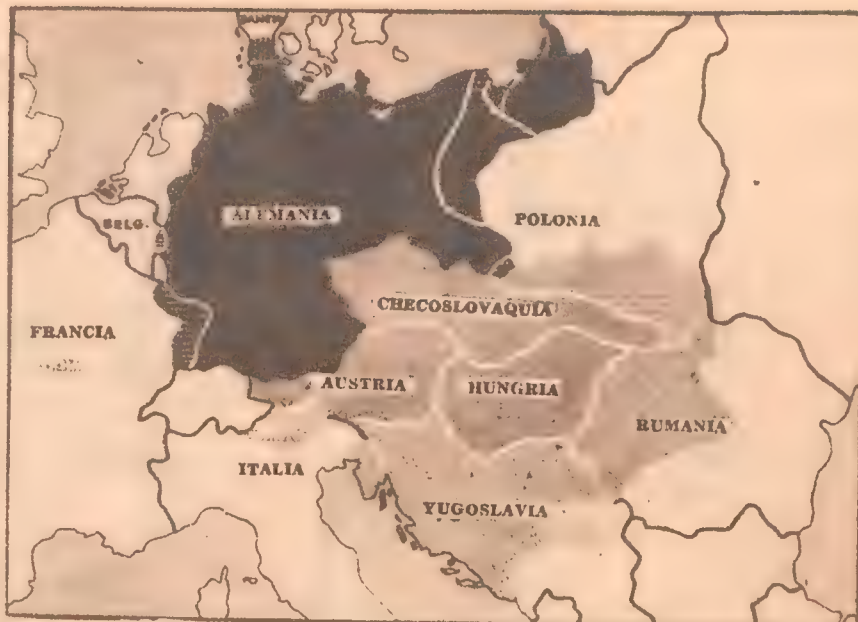 ALEMANIA
BELG.
POLONIA
CHECOSLOVAQUIA
FRANCIA
AUSTRIA
HUNGRIA
RUMANIA
ITALIA
YUGOSLAVIA